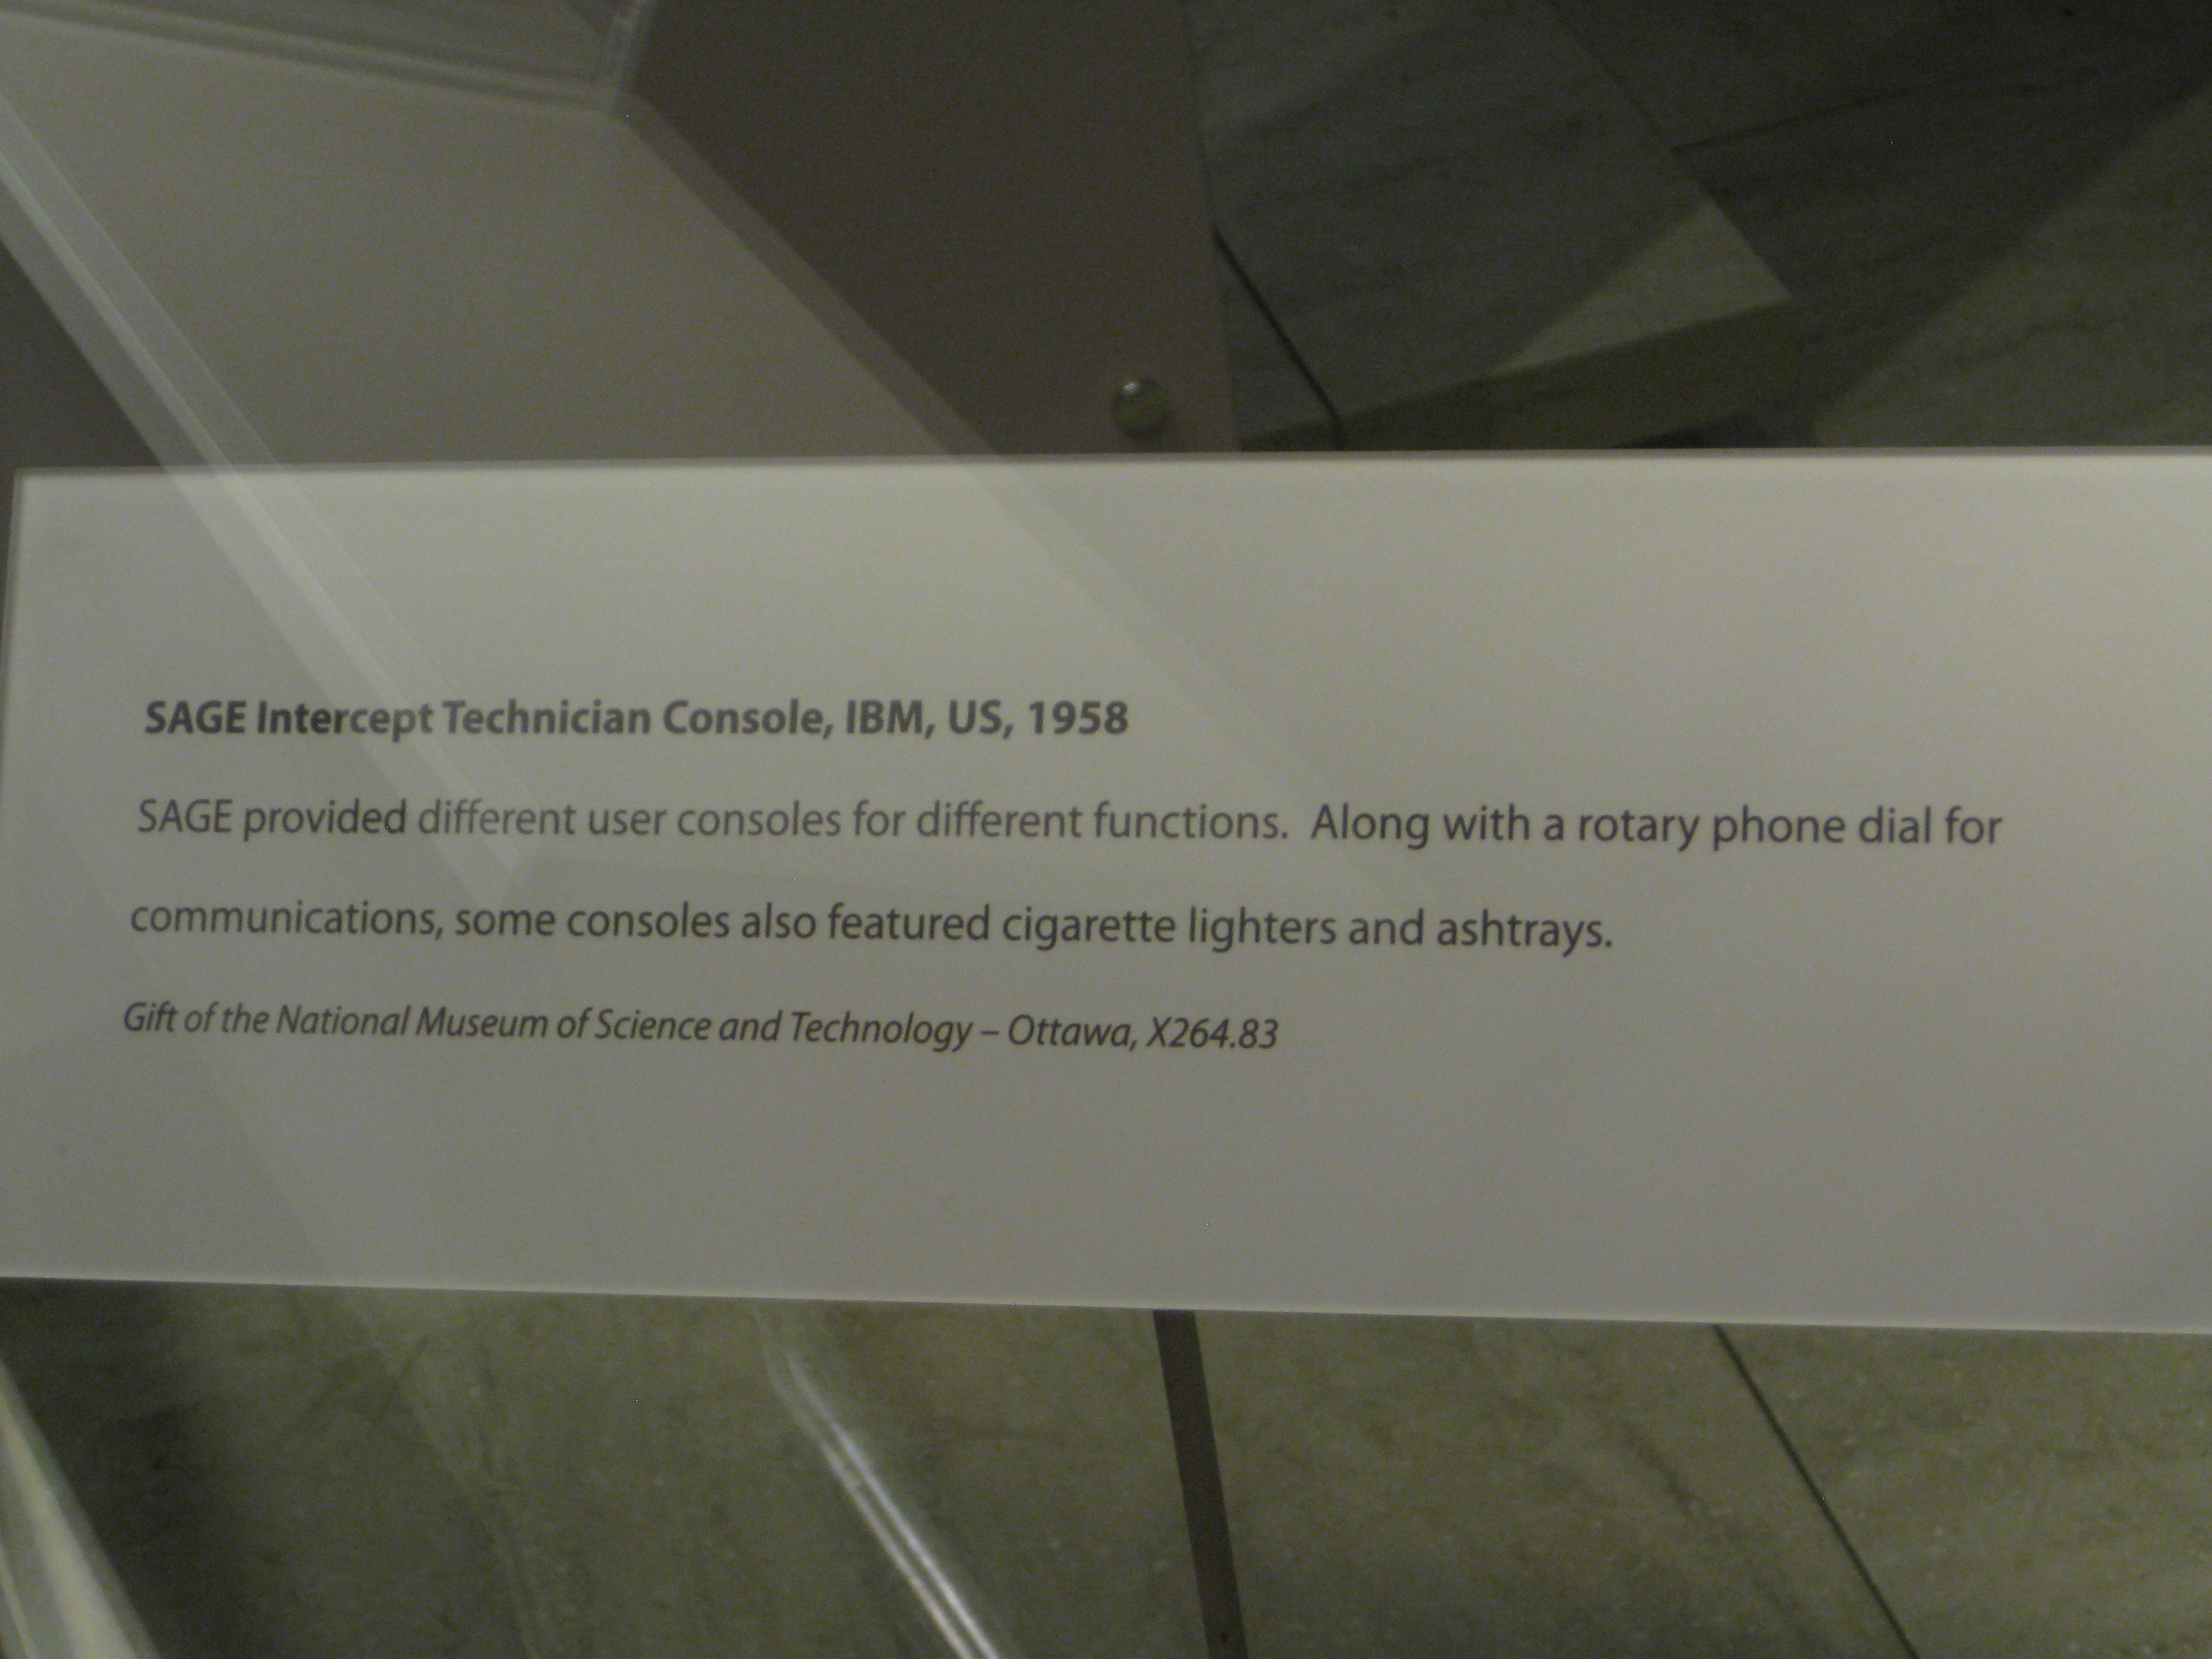 SAGE Intercept Technician Console, IBM, US, 1958
SAGE provided different user consoles for different functions.  Along with a rotary phone dial for
communications, some consoles also featured cigarette lighters and ashtrays.
Gift of the National Museum of Science and Technology – Ottawa, X264.83